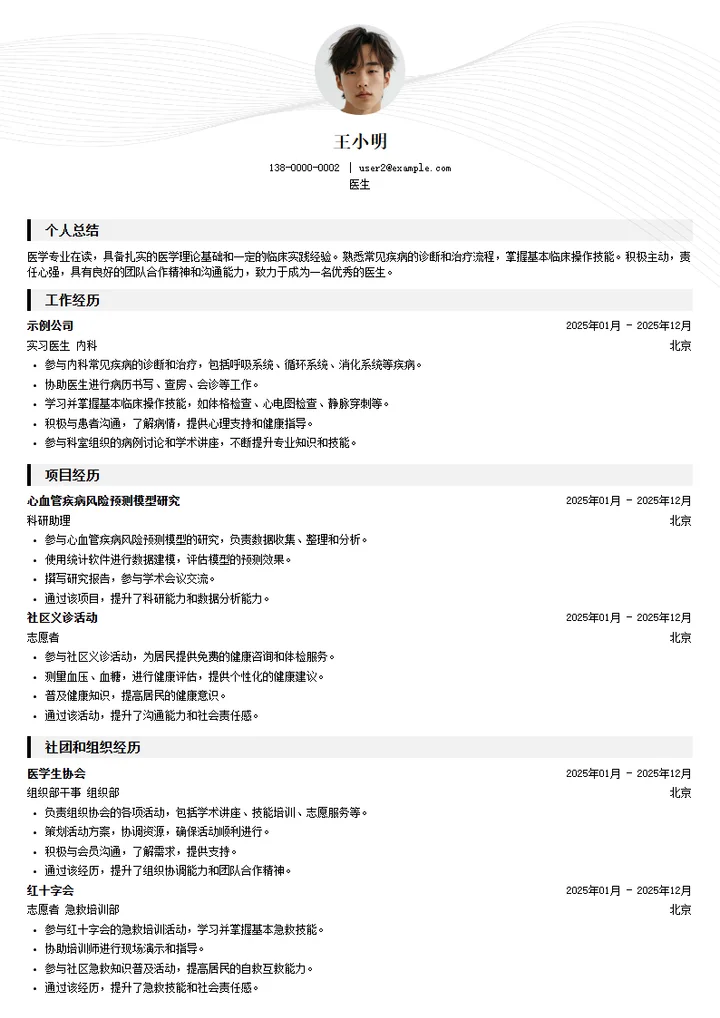 王小明
138-0000-0002 | user2@example.com
医生
个人总结
医学专业在读，具备扎实的医学理论基础和一定的临床实践经验。熟悉常见疾病的诊断和治疗流程，掌握基本临床操作技能。积极主动，责
任心强，具有良好的团队合作精神和沟通能力，致力于成为一名优秀的医生。
工作经历
示例公司 2025年01月 - 2025年12月
实习医生 内科 北京
• 参与内科常见疾病的诊断和治疗，包括呼吸系统、循环系统、消化系统等疾病。
• 协助医生进行病历书写、查房、会诊等工作。
• 学习并掌握基本临床操作技能，如体格检查、心电图检查、静脉穿刺等。
• 积极与患者沟通，了解病情，提供心理支持和健康指导。
• 参与科室组织的病例讨论和学术讲座，不断提升专业知识和技能。
项目经历
心血管疾病风险预测模型研究 2025年01月 - 2025年12月
科研助理 北京
• 参与心血管疾病风险预测模型的研究，负责数据收集、整理和分析。
• 使用统计软件进行数据建模，评估模型的预测效果。
• 撰写研究报告，参与学术会议交流。
• 通过该项目，提升了科研能力和数据分析能力。
社区义诊活动 2025年01月 - 2025年12月
志愿者 北京
• 参与社区义诊活动，为居民提供免费的健康咨询和体检服务。
• 测量血压、血糖，进行健康评估，提供个性化的健康建议。
• 普及健康知识，提高居民的健康意识。
• 通过该活动，提升了沟通能力和社会责任感。
社团和组织经历
医学生协会 2025年01月 - 2025年12月
组织部干事 组织部 北京
• 负责组织协会的各项活动，包括学术讲座、技能培训、志愿服务等。
• 策划活动方案，协调资源，确保活动顺利进行。
• 积极与会员沟通，了解需求，提供支持。
• 通过该经历，提升了组织协调能力和团队合作精神。
红十字会 2025年01月 - 2025年12月
志愿者 急救培训部 北京
• 参与红十字会的急救培训活动，学习并掌握基本急救技能。
• 协助培训师进行现场演示和指导。
• 参与社区急救知识普及活动，提高居民的自救互救能力。
• 通过该经历，提升了急救技能和社会责任感。